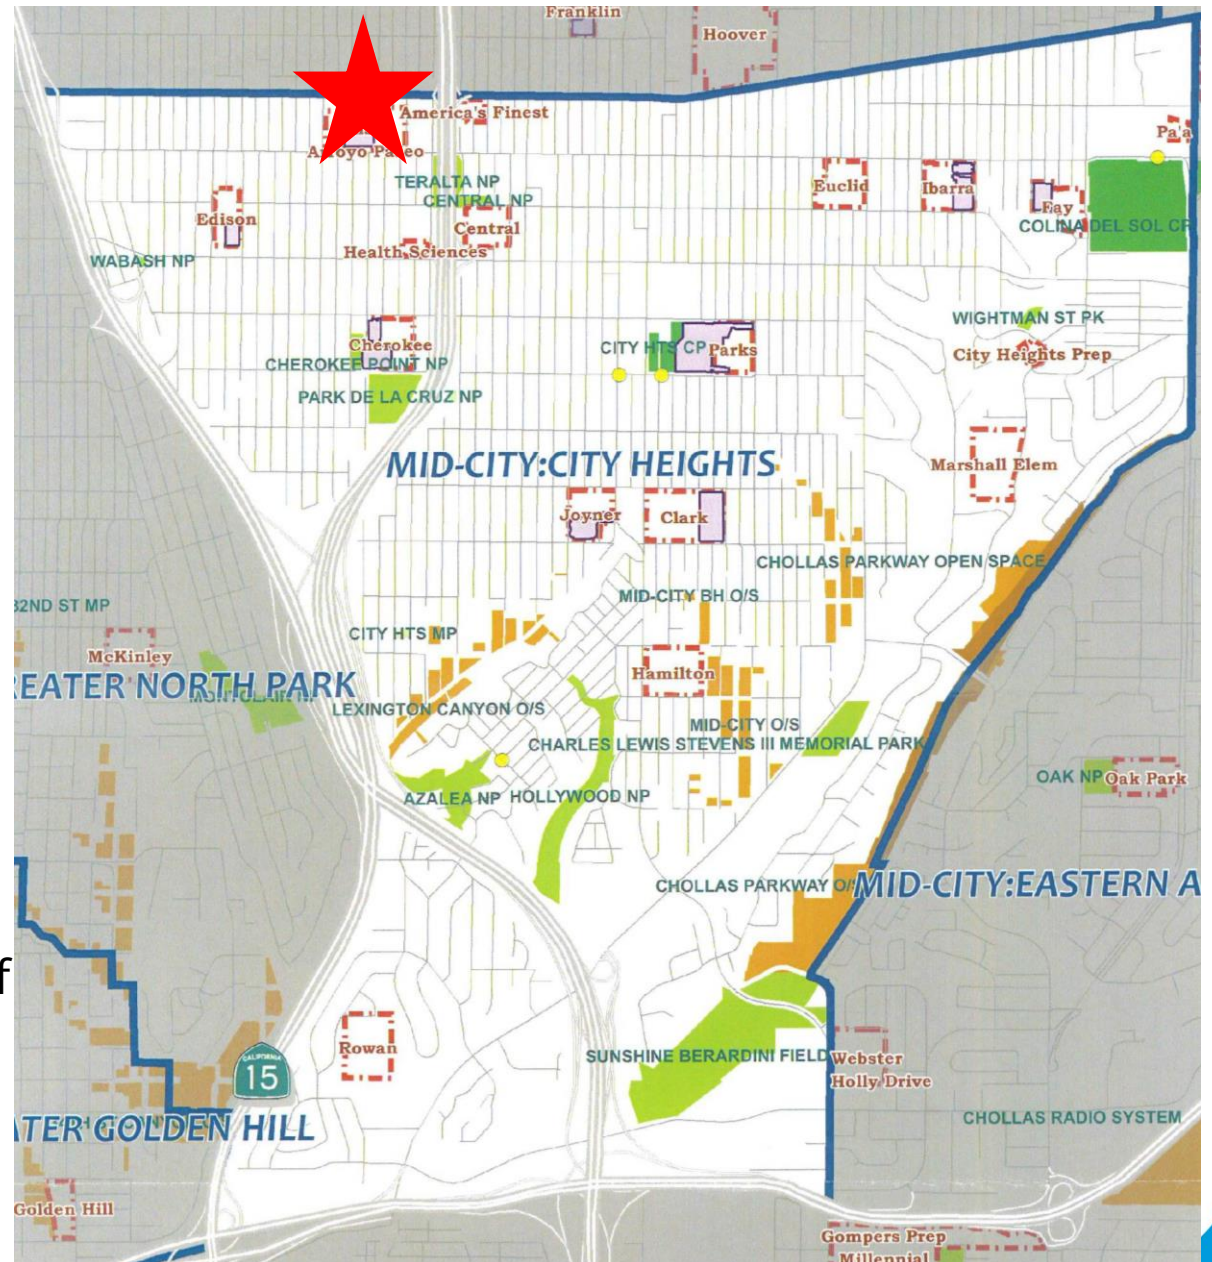 Franklin
Hoover
America's Finest
Pa'a
TERALTA NP
CENTRAL NP
Euclid
Ibarra
Fay
Edison
Central
COLINA DEL SOL CP
Health Sciences
WABASH NP
WIGHTMAN ST PK
Cherokee
CITY HTS CP
Parks
City Heights Prep
CHEROKEE POINT NP
PARK DE LA CRUZ NP
MID-CITY:CITY HEIGHTS
Marshall Elem
Joyner
Clark
CHOLLAS PARKWAY OPEN SPACE
MID-CITY BH O/S
32ND ST MP
CITY HTS MP
McKinley
Hamilton
REATER NORTH PARK
LEXINGTON CANYON O/S
MID-CITY O/S
CHARLES LEWIS STEVENS III MEMORIAL PARK
OAK NP
Oak Park
AZALEA NP
HOLLYWOOD NP
CHOLLAS PARKWAY O/S
MID-CITY:EASTERN A
f
Rowan
SUNSHINE BERARDINI FIELD
Webster
Holly Drive
CALIFORNIA
15
ATER GOLDEN HILL
CHOLLAS RADIO SYSTEM
Golden Hill
Gompers Prep
Millennial